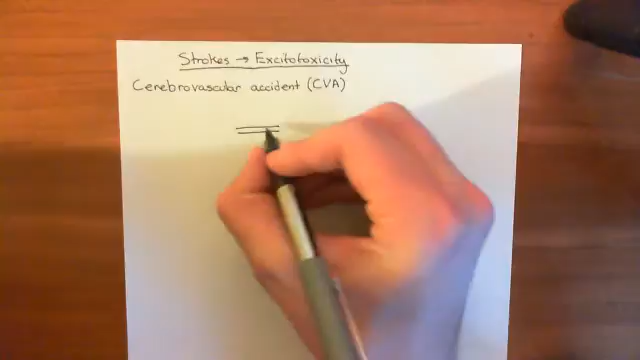 Strokes → Excitotoxicity
Cerebrovascular accident (CVA)